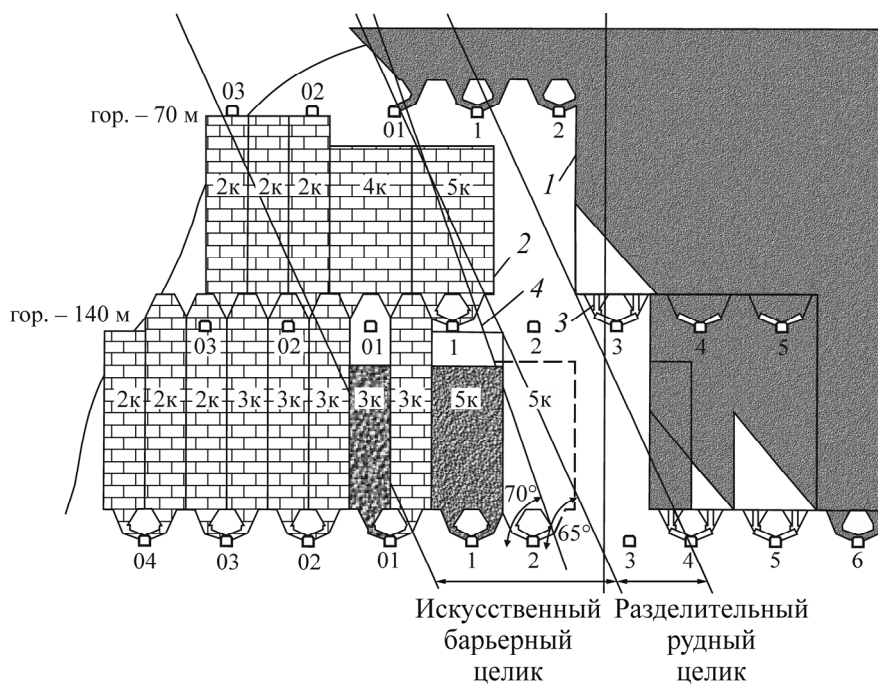 03 02
гор. – 70 м
01 1 2
1
2к 2к 2к 4к 5к
2
4
гор. – 140 м
3
03 02 01 1 2 3 4 5
2к 2к 2к 3к 3к 3к 3к 3к 5к 5к
70°
65°
04 03 02 01 1 2 3 4 5 6
Искусственный барьерный целик
Разделительный рудный целик